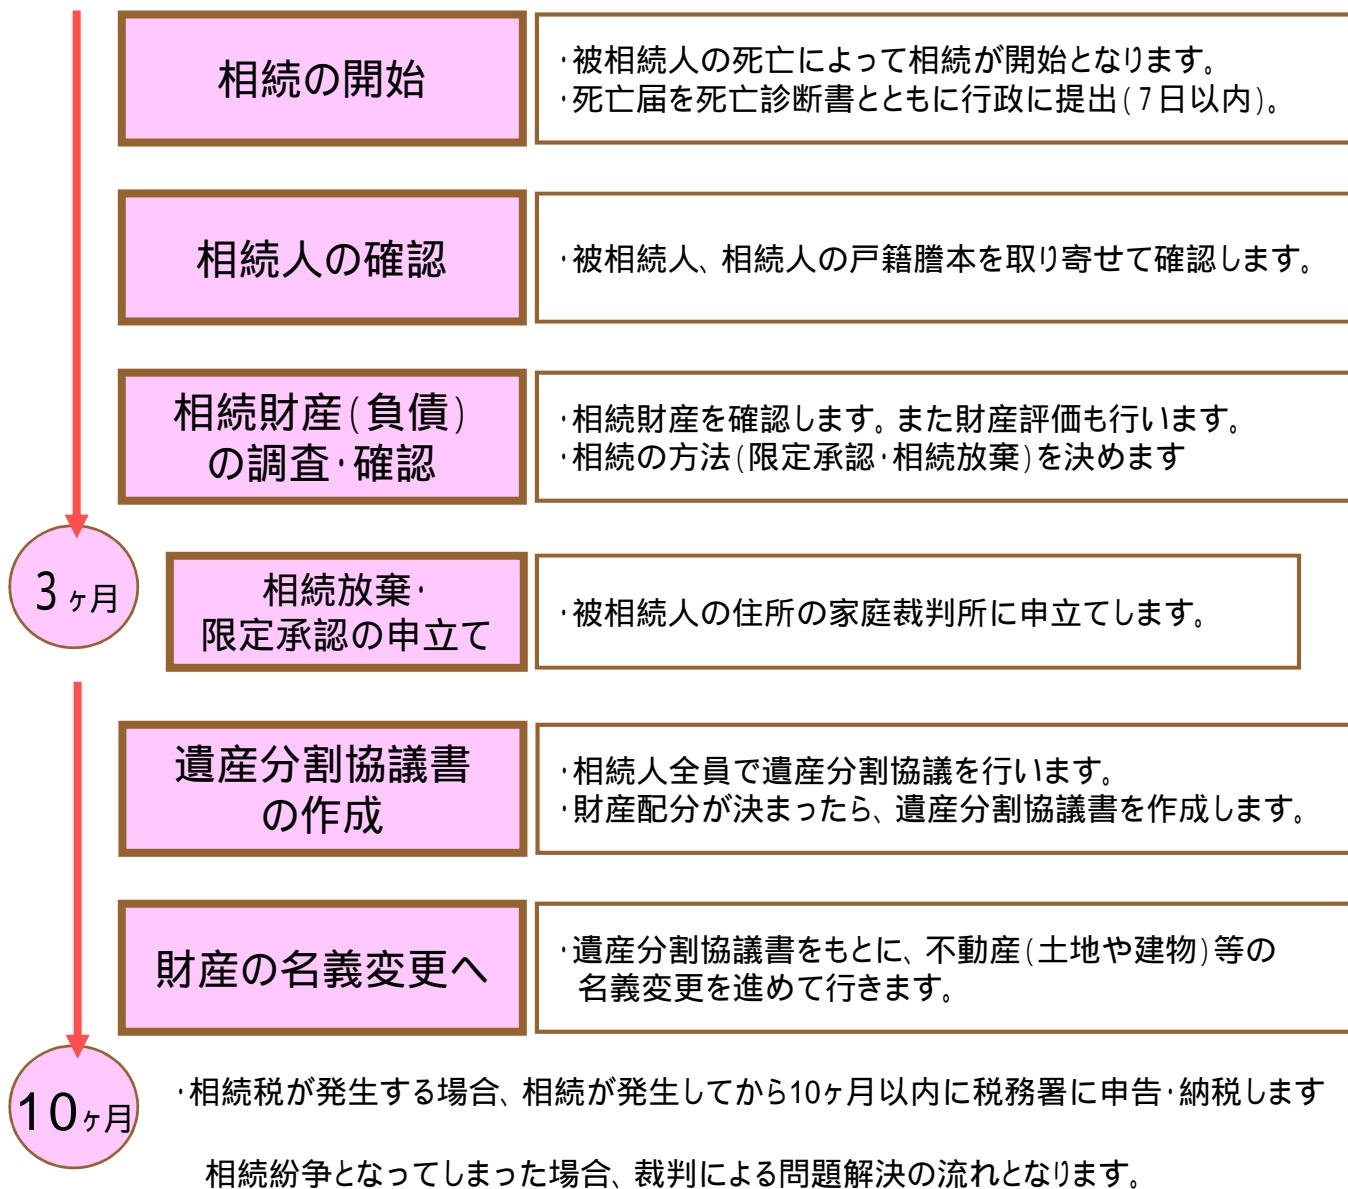 相続の開始
・被相続人の死亡によって相続が開始となります。
・死亡届を死亡診断書とともに行政に提出(7日以内)。
相続人の確認
・被相続人、相続人の戸籍謄本を取り寄せて確認します。
相続財産(負債)
の調査・確認
・相続財産を確認します。また財産評価も行います。
・相続の方法(限定承認・相続放棄)を決めます
3ヶ月
相続放棄・
限定承認の申立て
・被相続人の住所の家庭裁判所に申立てします。
遺産分割協議書
の作成
・相続人全員で遺産分割協議を行います。
・財産配分が決まったら、遺産分割協議書を作成します。
財産の名義変更へ
・遺産分割協議書をもとに、不動産(土地や建物)等の
名義変更を進めて行きます。
10ヶ月
・相続税が発生する場合、相続が発生してから10ヶ月以内に税務署に申告・納税します
相続紛争となってしまった場合、裁判による問題解決の流れとなります。